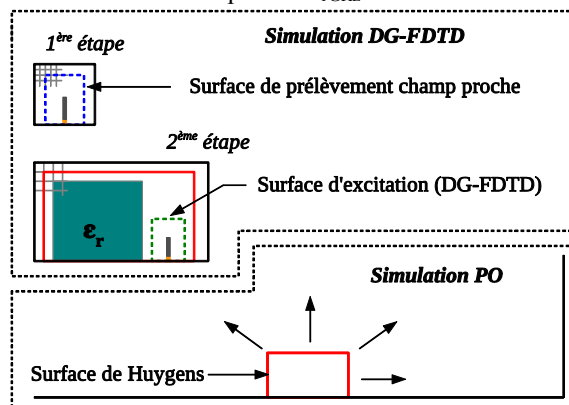 Simulation DG-FDTD
1ère étape
Surface de prélèvement champ proche
2ème étape
Surface d'excitation (DG-FDTD)
εr
Simulation PO
Surface de Huygens